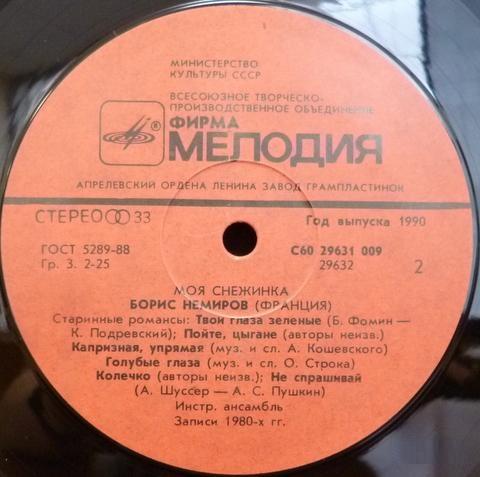 МИНИСТЕРСТВО
КУЛЬТУРЫ СССР
ВСЕСОЮЗНОЕ ТВОРЧЕСКО-
ПРОИЗВОДСТВЕННОЕ ОБЪЕДИНЕНИЕ
ФИРМА
® МЕЛОДИЯ
АПРЕЛЕВСКИЙ ОРДЕНА ЛЕНИНА ЗАВОД ГРАМПЛАСТИНОК
СТЕРЕО 33 Год выпуска 1990
ГОСТ 5289-88 С60 29631 009
Гр. 3. 2-25 29632 2
МОЯ СНЕЖИНКА
БОРИС НЕМИРОВ (ФРАНЦИЯ)
Старинные романсы: Твои глаза зеленые (Б. Фомин —
К. Подревский); Пойте, цыгане (авторы неизв.)
Капризная, упрямая (муз. и сл. А. Кошевского)
Голубые глаза (муз. и сл. О. Строка)
Колечко (авторы неизв.); Не спрашивай
(А. Шуссер — А. С. Пушкин)
Инстр. ансамбль
Записи 1980-х гг.